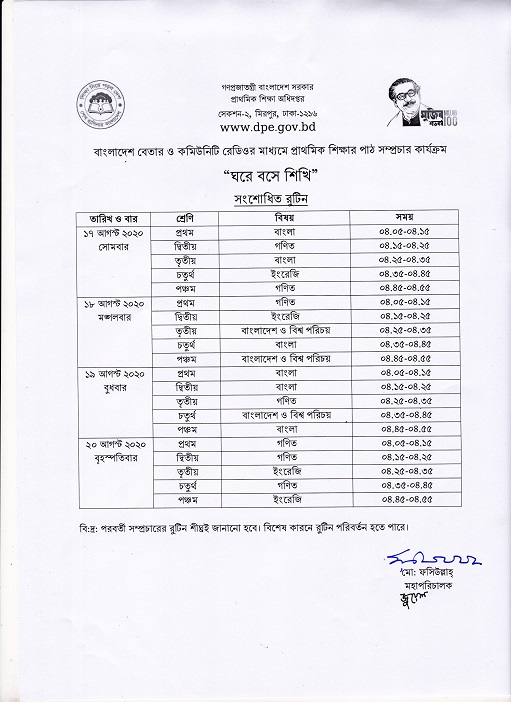 গণপ্রজাতন্ত্রী বাংলাদেশ সরকার
প্রাথমিক শিক্ষা অধিদপ্তর
সেকশন-২, মিরপুর, ঢাকা-১২১৬
www.dpe.gov.bd
মুজিব শতবর্ষ 100
বাংলাদেশ বেতার ও কমিউনিটি রেডিওর মাধ্যমে প্রাথমিক শিক্ষার পাঠ সম্প্রচার কার্যক্রম
“ঘরে বসে শিখি”
সংশোধিত রুটিন
তারিখ ও বার শ্রেণি বিষয় সময়
১৭ আগস্ট ২০২০ প্রথম বাংলা ০৪.০৫-০৪.১৫
সোমবার দ্বিতীয় গণিত ০৪.১৫-০৪.২৫
তৃতীয় বাংলা ০৪.২৫-০৪.৩৫
চতুর্থ ইংরেজি ০৪.৩৫-০৪.৪৫
পঞ্চম গণিত ০৪.৪৫-০৪.৫৫
১৮ আগস্ট ২০২০ প্রথম গণিত ০৪.০৫-০৪.১৫
মঙ্গলবার দ্বিতীয় ইংরেজি ০৪.১৫-০৪.২৫
তৃতীয় বাংলাদেশ ও বিশ্ব পরিচয় ০৪.২৫-০৪.৩৫
চতুর্থ বাংলা ০৪.৩৫-০৪.৪৫
পঞ্চম বাংলাদেশ ও বিশ্ব পরিচয় ০৪.৪৫-০৪.৫৫
১৯ আগস্ট ২০২০ প্রথম বাংলা ০৪.০৫-০৪.১৫
বুধবার দ্বিতীয় বাংলা ০৪.১৫-০৪.২৫
তৃতীয় গণিত ০৪.২৫-০৪.৩৫
চতুর্থ বাংলাদেশ ও বিশ্ব পরিচয় ০৪.৩৫-০৪.৪৫
পঞ্চম বাংলা ০৪.৪৫-০৪.৫৫
২০ আগস্ট ২০২০ প্রথম গণিত ০৪.০৫-০৪.১৫
বৃহস্পতিবার দ্বিতীয় গণিত ০৪.১৫-০৪.২৫
তৃতীয় ইংরেজি ০৪.২৫-০৪.৩৫
চতুর্থ গণিত ০৪.৩৫-০৪.৪৫
পঞ্চম ইংরেজি ০৪.৪৫-০৪.৫৫
বি:দ্র: পরবর্তী সম্প্রচারের রুটিন শীঘ্রই জানানো হবে। বিশেষ কারনে রুটিন পরিবর্তন হতে পারে।
মো: ফসিউল্লাহ্
মহাপরিচালক